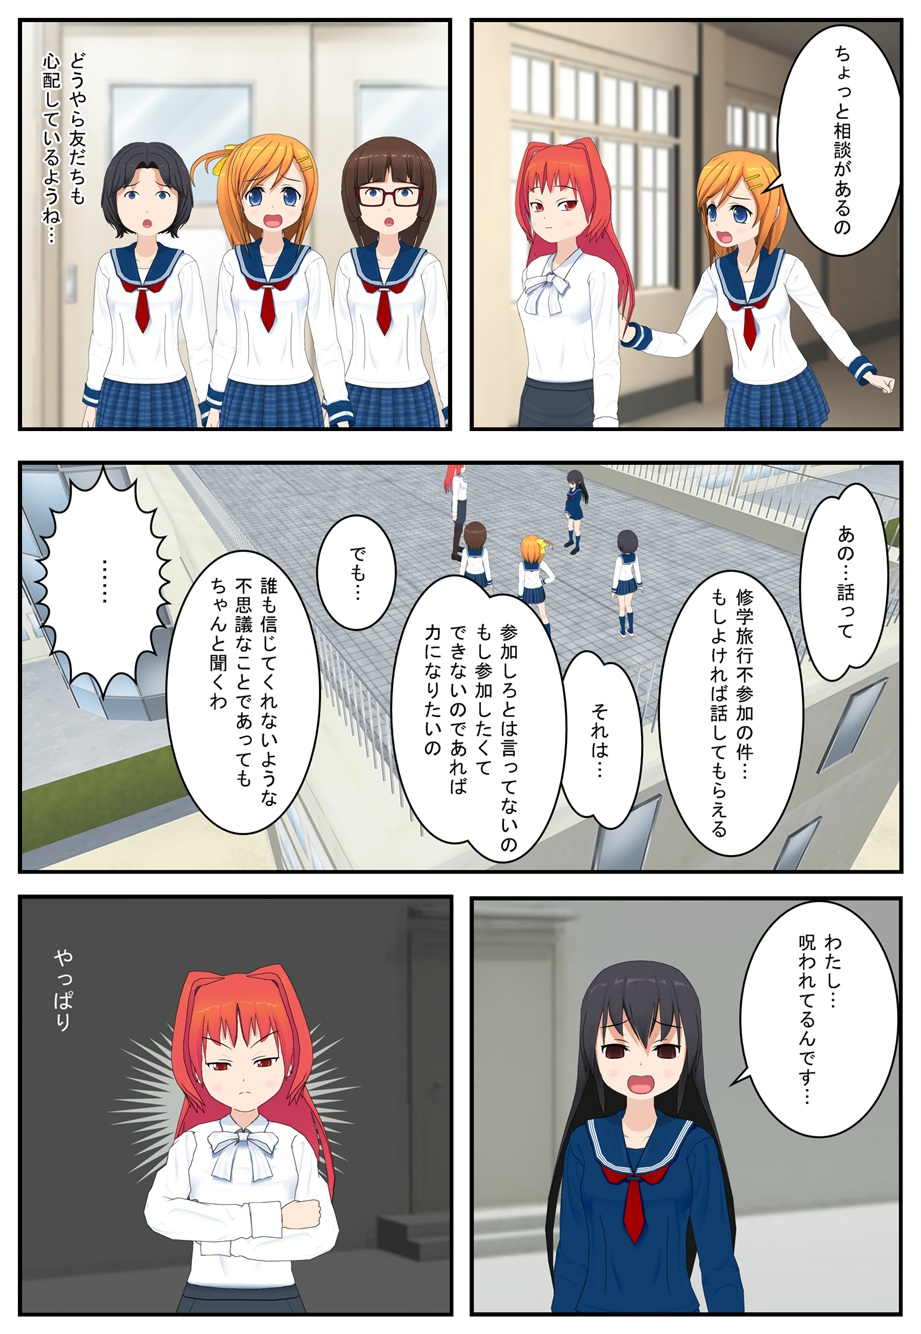 ちょっと相談があるの
どうやら友だちも
心配しているようね…
あの…話って
修学旅行不参加の件…
もしよければ話してもらえる
それは…
参加しろとは言ってないの
もし参加したくて
できないのであれば
力になりたいの
でも…
誰も信じてくれないような
不思議なことであっても
ちゃんと聞くわ
……
わたし…
呪われてるんです…
やっぱり